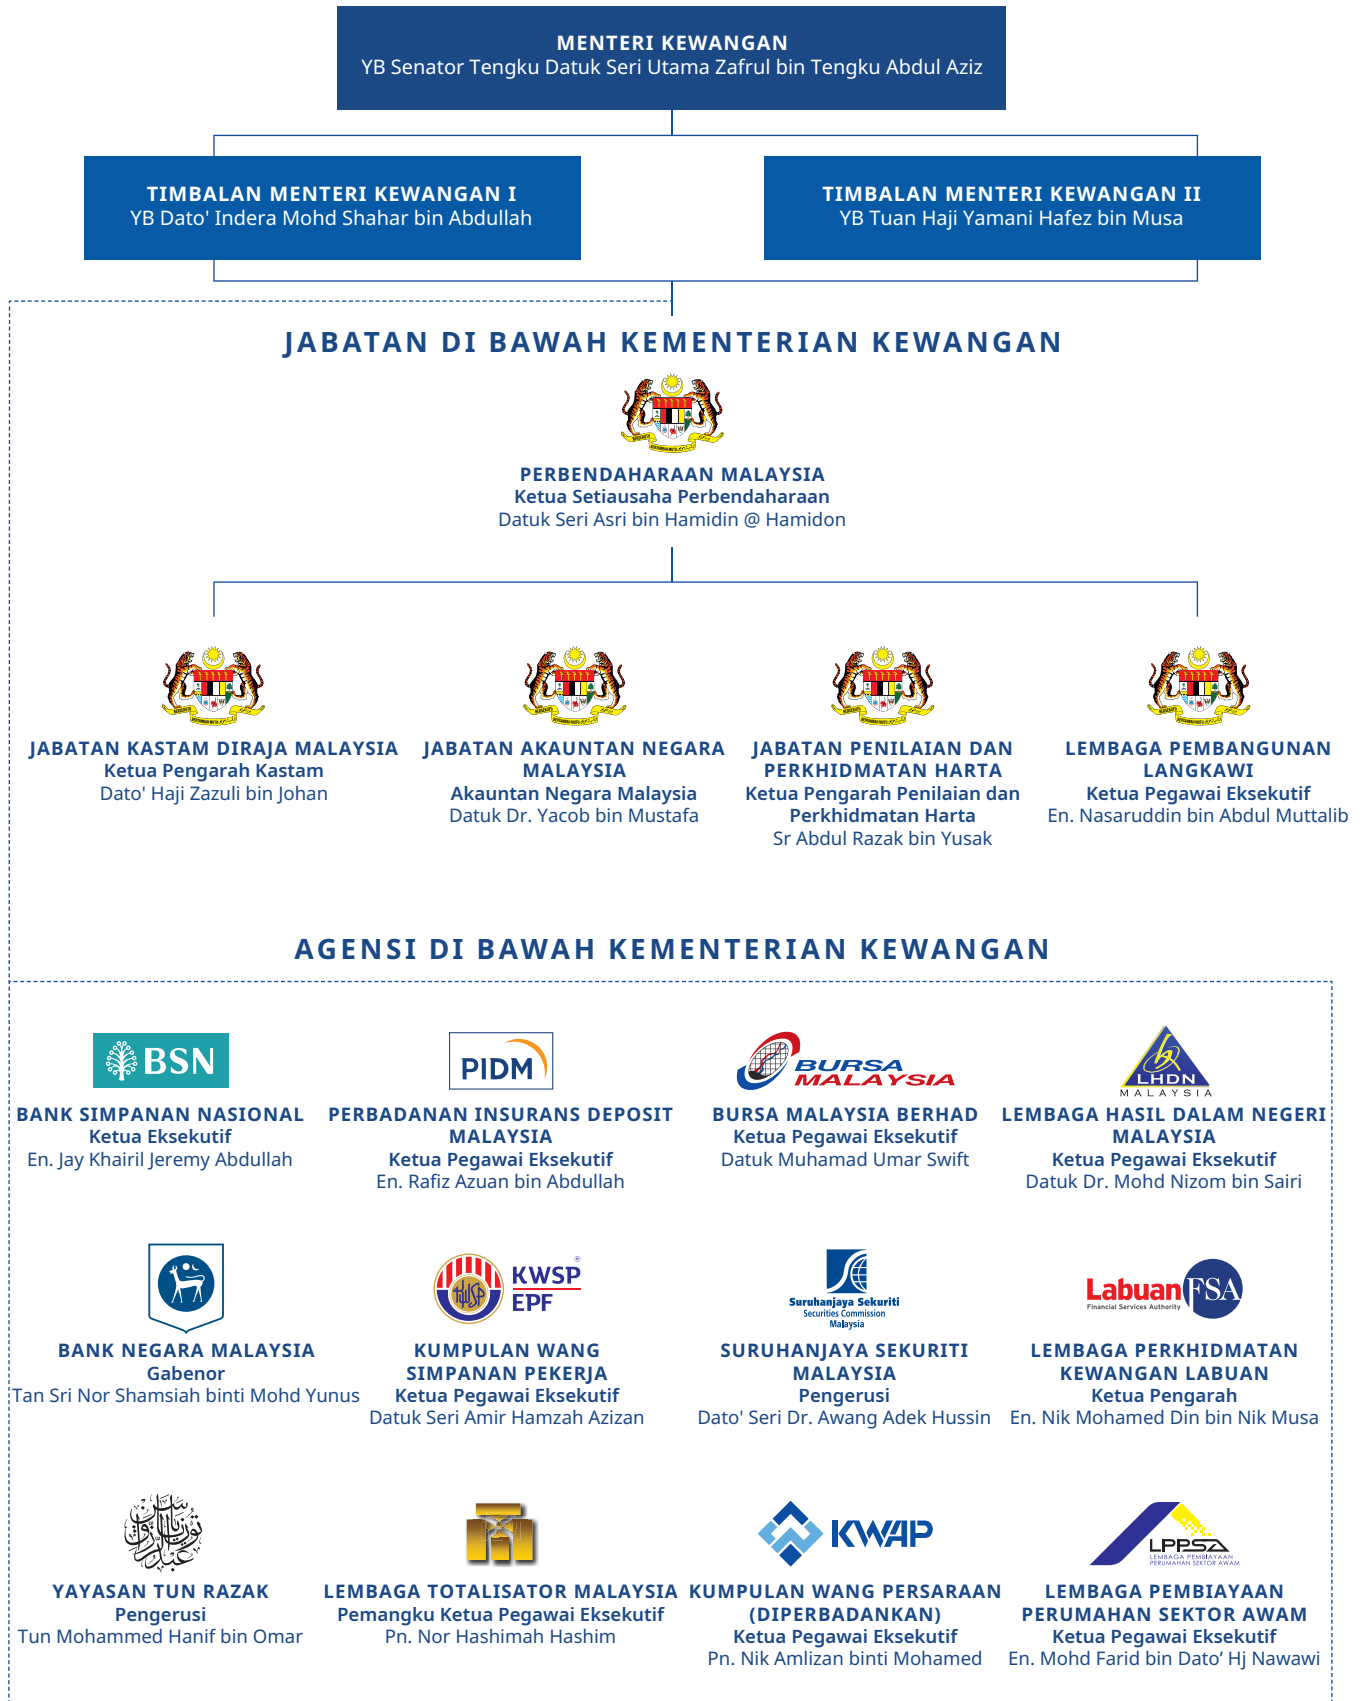 MENTERI KEWANGAN
YB Senator Tengku Datuk Seri Utama Zafrul bin Tengku Abdul Aziz
TIMBALAN MENTERI KEWANGAN I
YB Dato' Indera Mohd Shahar bin Abdullah
TIMBALAN MENTERI KEWANGAN II
YB Tuan Haji Yamani Hafez bin Musa
JABATAN DI BAWAH KEMENTERIAN KEWANGAN
PERBENDAHARAAN MALAYSIA
Ketua Setiausaha Perbendaharaan
Datuk Seri Asri bin Hamidin @ Hamidon
JABATAN KASTAM DIRAJA MALAYSIA
Ketua Pengarah Kastam
Dato' Haji Zazuli bin Johan
JABATAN AKAUNTAN NEGARA
MALAYSIA
Akauntan Negara Malaysia
Datuk Dr. Yacob bin Mustafa
JABATAN PENILAIAN DAN
PERKHIDMATAN HARTA
Ketua Pengarah Penilaian dan
Perkhidmatan Harta
Sr Abdul Razak bin Yusak
LEMBAGA PEMBANGUNAN
LANGKAWI
Ketua Pegawai Eksekutif
En. Nasaruddin bin Abdul Muttalib
AGENSI DI BAWAH KEMENTERIAN KEWANGAN
BSN
BANK SIMPANAN NASIONAL
Ketua Eksekutif
En. Jay Khairil Jeremy Abdullah
PIDM
PERBADANAN INSURANS DEPOSIT
MALAYSIA
Ketua Pegawai Eksekutif
En. Rafiz Azuan bin Abdullah
BURSA
MALAYSIA
BURSA MALAYSIA BERHAD
Ketua Pegawai Eksekutif
Datuk Muhamad Umar Swift
LHDN
MALAYSIA
LEMBAGA HASIL DALAM NEGERI
MALAYSIA
Ketua Pegawai Eksekutif
Datuk Dr. Mohd Nizom bin Sairi
BANK NEGARA MALAYSIA
Gabenor
Tan Sri Nor Shamsiah binti Mohd Yunus
KWSP
EPF
KUMPULAN WANG
SIMPANAN PEKERJA
Ketua Pegawai Eksekutif
Datuk Seri Amir Hamzah Azizan
Suruhanjaya Sekuriti
Securities Commission
Malaysia
SURUHANJAYA SEKURITI
MALAYSIA
Pengerusi
Dato' Seri Dr. Awang Adek Hussin
Labuan FSA
Financial Services Authority
LEMBAGA PERKHIDMATAN
KEWANGAN LABUAN
Ketua Pengarah
En. Nik Mohamed Din bin Nik Musa
YAYASAN TUN RAZAK
Pengerusi
Tun Mohammed Hanif bin Omar
LEMBAGA TOTALISATOR MALAYSIA
Pemangku Ketua Pegawai Eksekutif
Pn. Nor Hashimah Hashim
KWAP
KUMPULAN WANG PERSARAAN
(DIPERBADANKAN)
Ketua Pegawai Eksekutif
Pn. Nik Amlizan binti Mohamed
LPPSA
LEMBAGA PEMBIAYAAN
PERUMAHAN SEKTOR AWAM
LEMBAGA PEMBIAYAAN
PERUMAHAN SEKTOR AWAM
Ketua Pegawai Eksekutif
En. Mohd Farid bin Dato’ Hj Nawawi